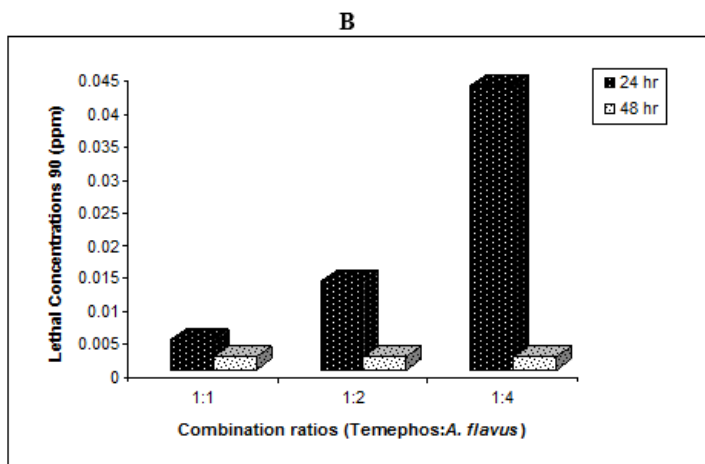 B
Lethal Concentrations 90 (ppm)
0.045
0.04
0.035
0.03
0.025
0.02
0.015
0.01
0.005
0
1:1
1:2
1:4
Combination ratios (Temephos:A. flavus)
24 hr
48 hr